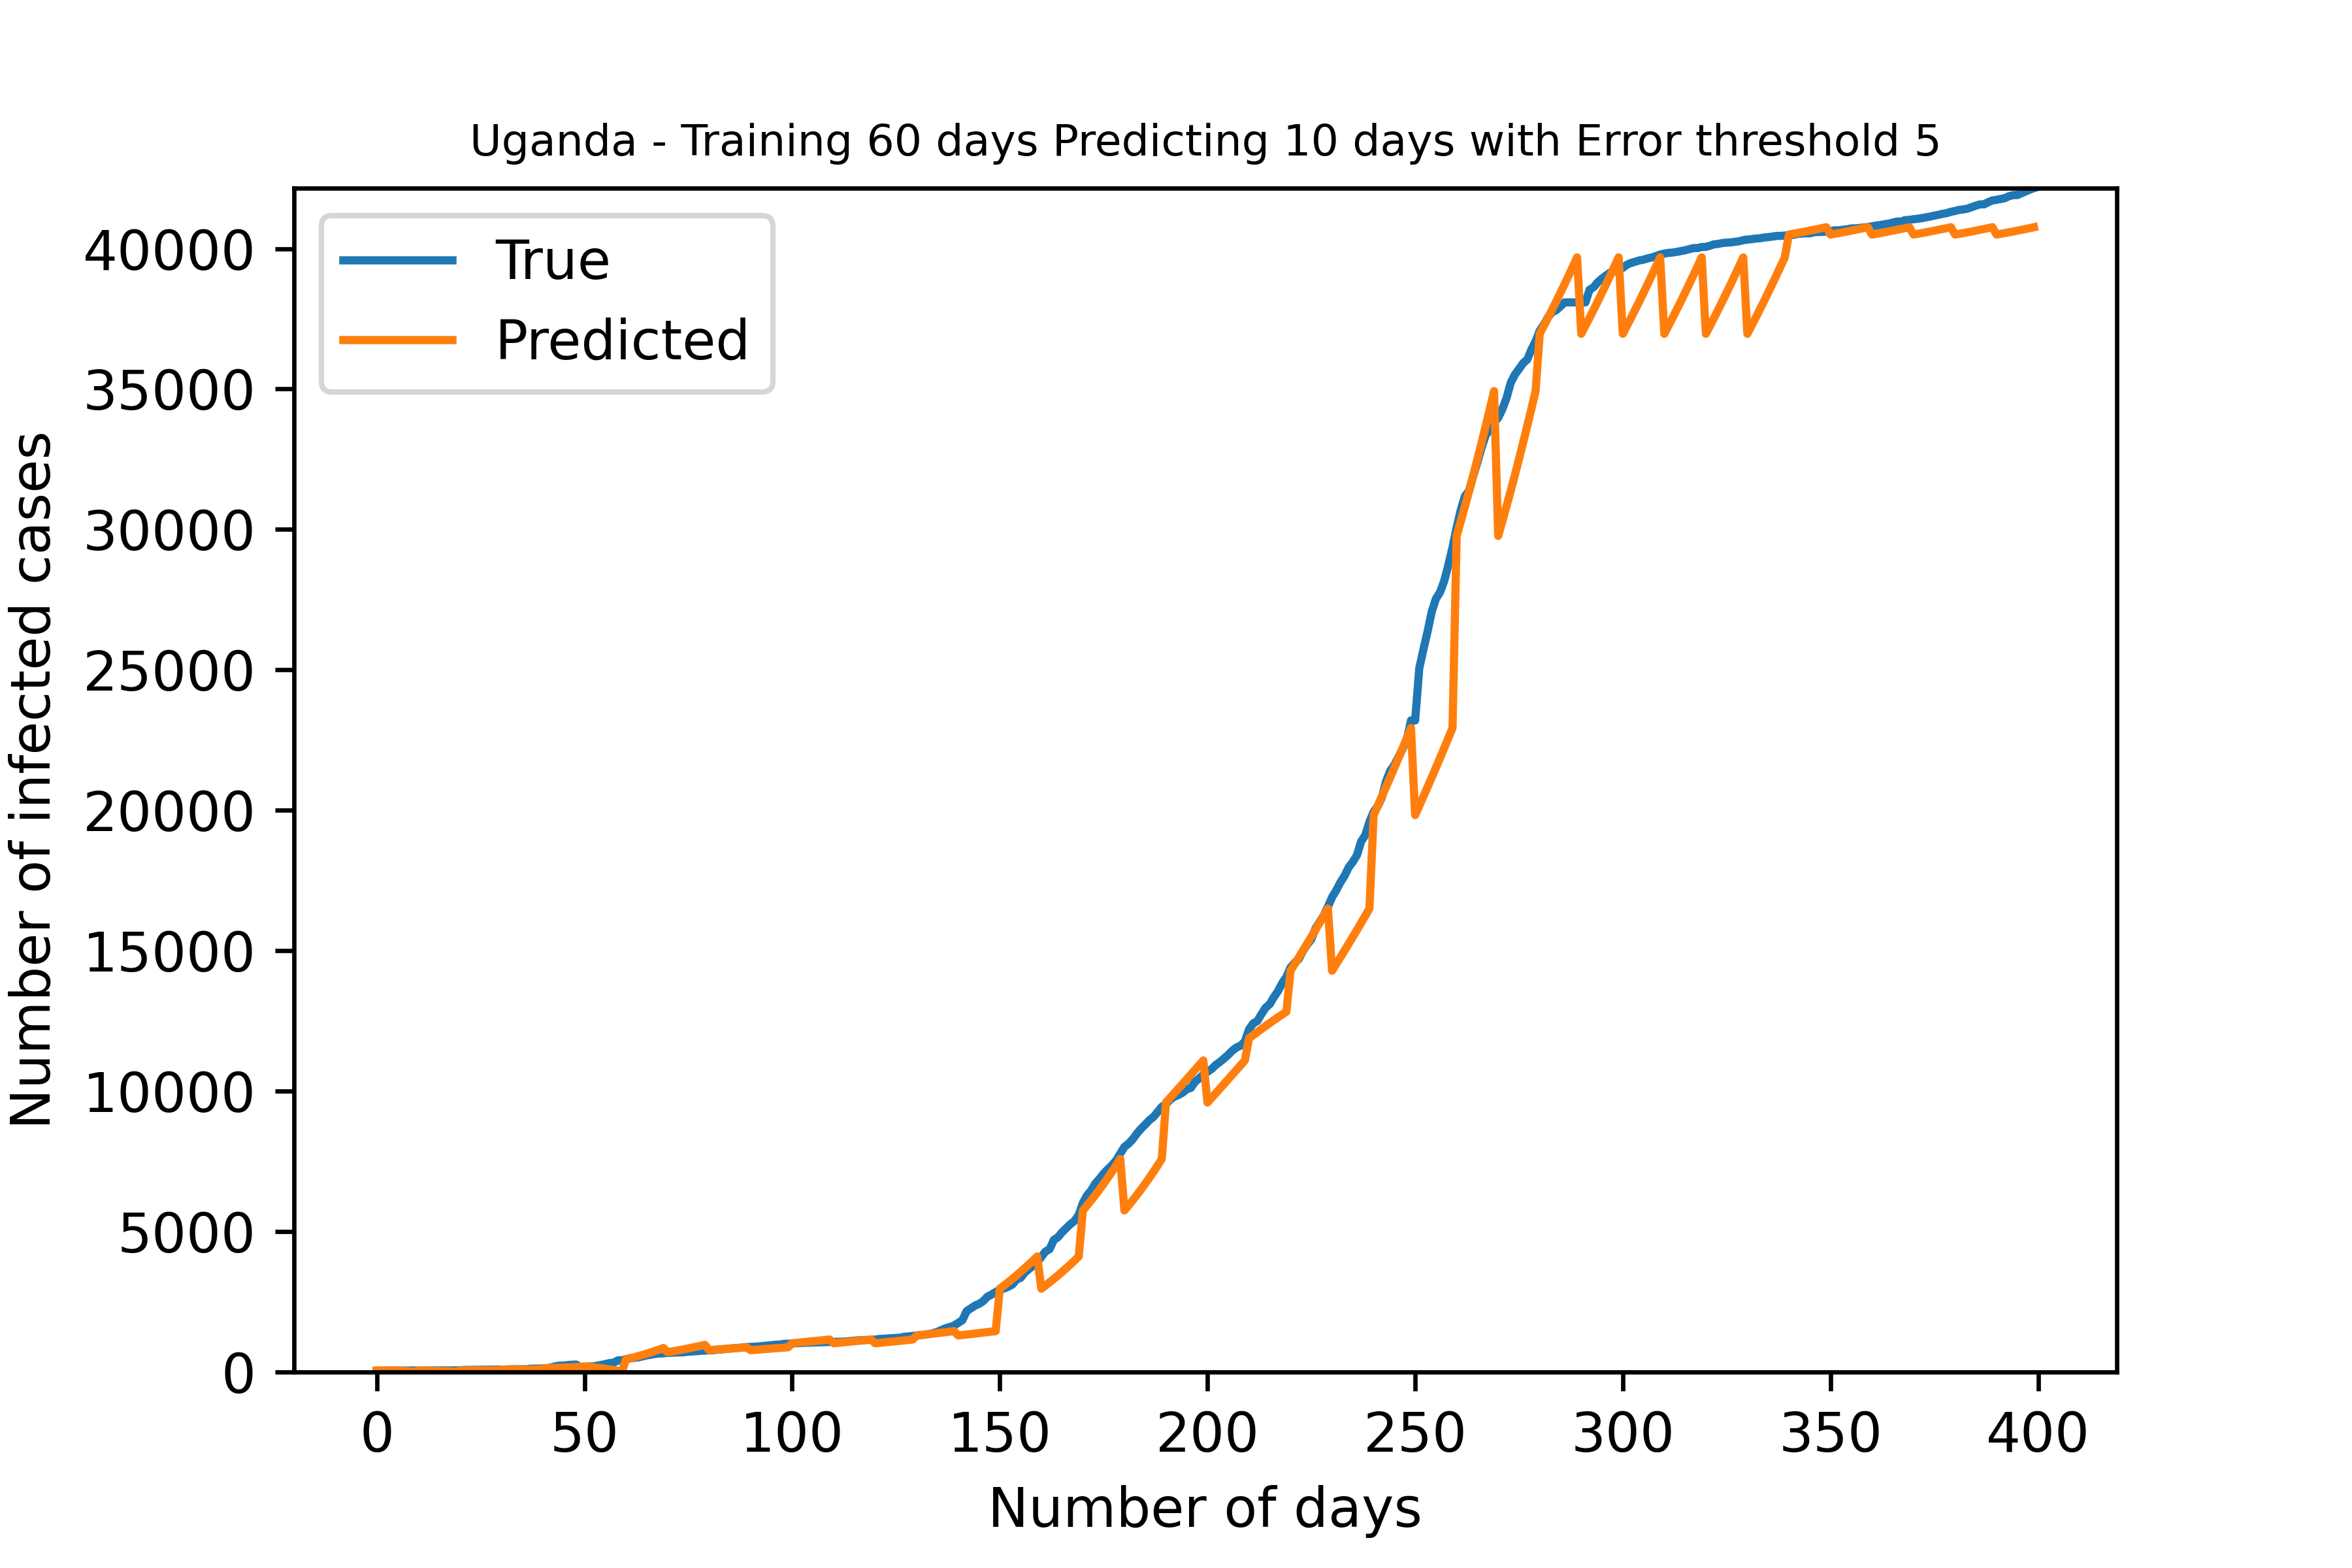 Uganda - Training 60 days Predicting 10 days with Error threshold 5
True
Predicted
Number of infected cases
40000
35000
30000
25000
20000
15000
10000
5000
0
0 50 100 150 200 250 300 350 400
Number of days